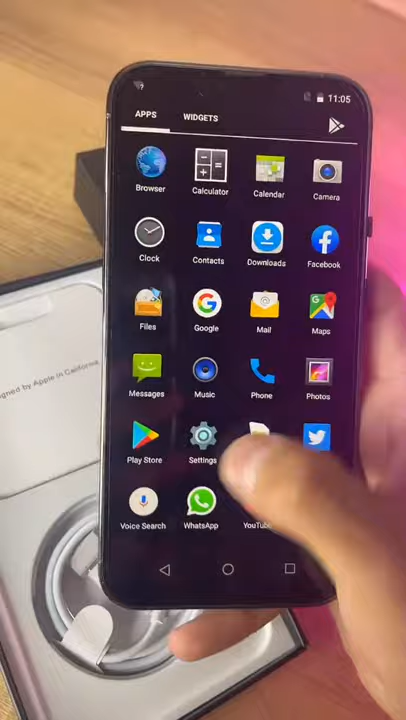 11:05
APPS WIDGETS
Browser Calculator Calendar Camera
Clock Contacts Downloads Facebook
Files Google Mail Maps
Messages Music Phone Photos
Play Store Settings
Voice Search WhatsApp
igned by Apple in California